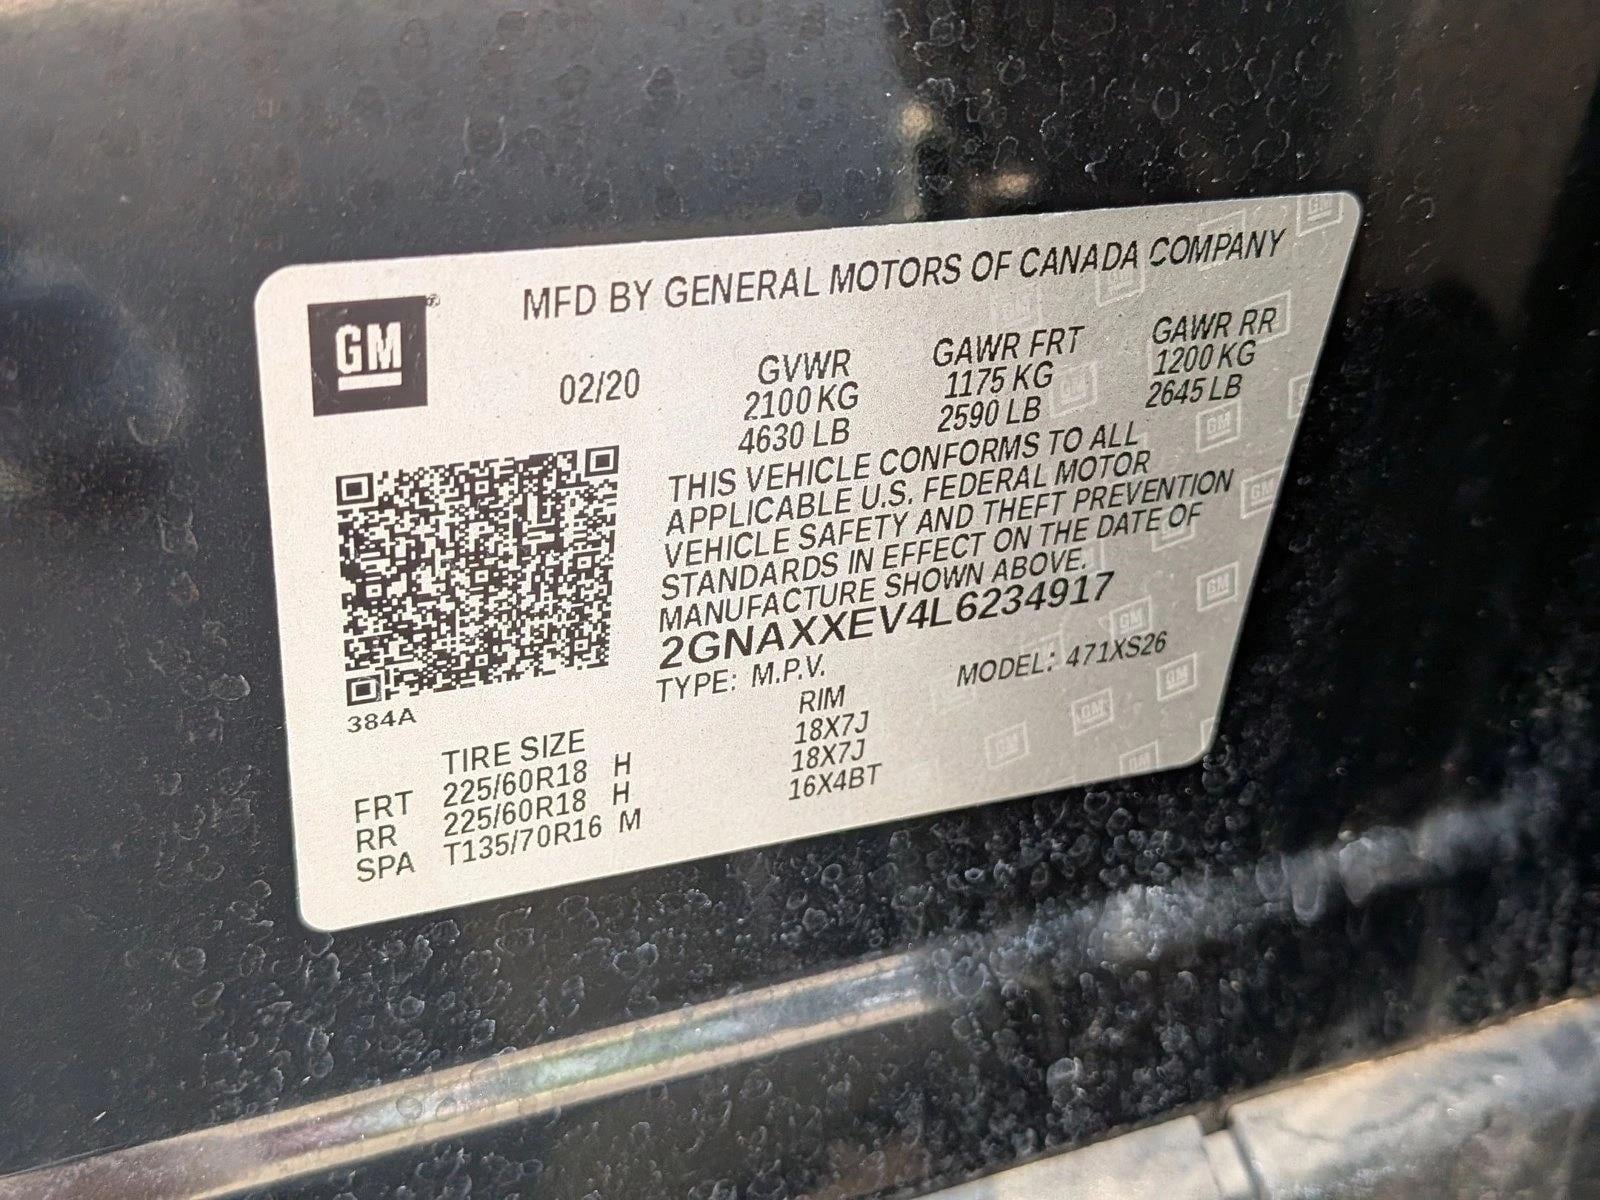 GM®
MFD BY GENERAL MOTORS OF CANADA COMPANY
02/20
GVWR
2100 KG
4630 LB
GAWR FRT
1175 KG
2590 LB
GAWR RR
1200 KG
2645 LB
THIS VEHICLE CONFORMS TO ALL
APPLICABLE U.S. FEDERAL MOTOR
VEHICLE SAFETY AND THEFT PREVENTION
STANDARDS IN EFFECT ON THE DATE OF
MANUFACTURE SHOWN ABOVE.
2GNAXXEV4L6234917
TYPE: M.P.V. MODEL: 471XS26
384A
TIRE SIZE RIM
FRT 225/60R18 H 18X7J
RR 225/60R18 H 18X7J
SPA T135/70R16 M 16X4BT